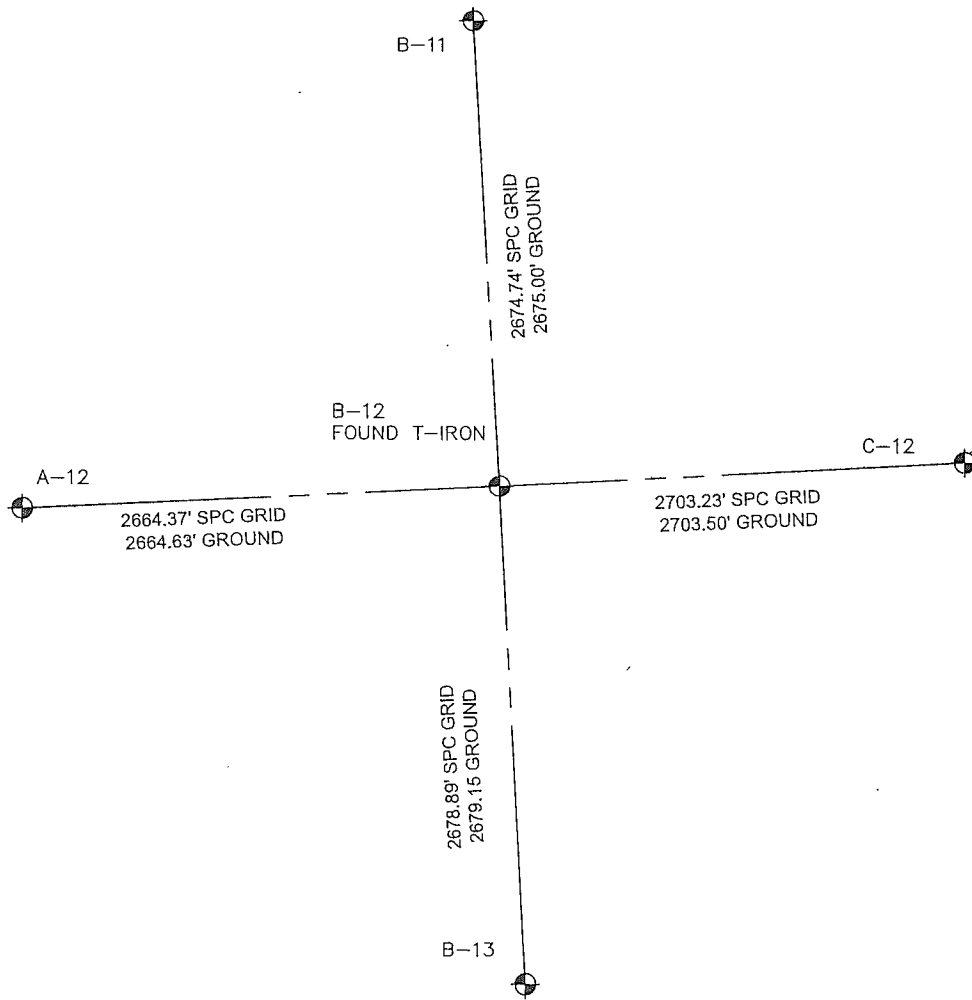 B-11
2674.74' SPC GRID
2675.00' GROUND
B-12
FOUND T-IRON
A-12
C-12
2664.37' SPC GRID
2664.63' GROUND
2703.23' SPC GRID
2703.50' GROUND
2678.89' SPC GRID
2679.15 GROUND
B-13